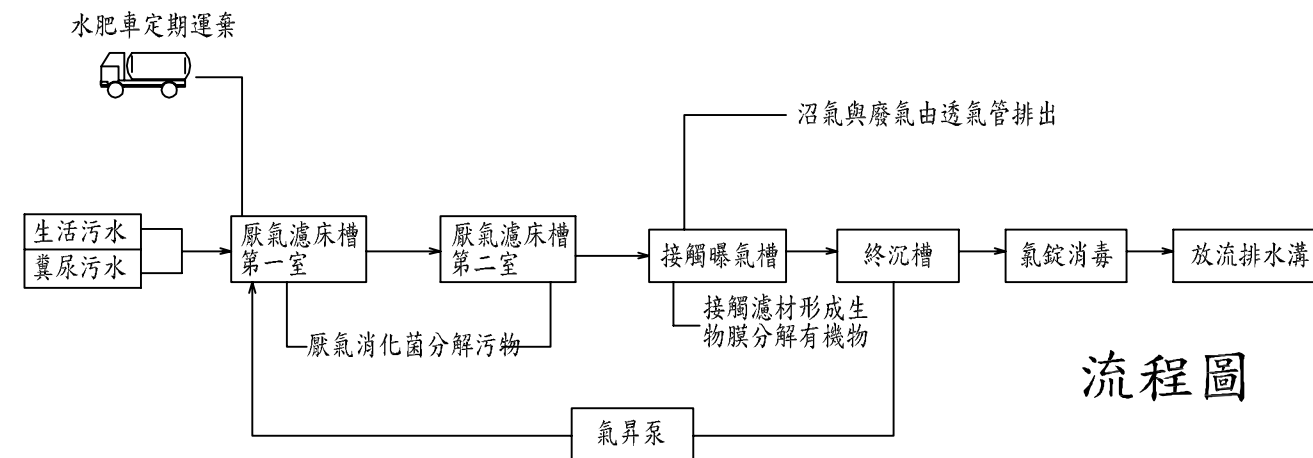 水肥車定期運棄
沼氣與廢氣由透氣管排出
生活污水
糞尿污水
厭氣濾床槽
第一室
厭氣濾床槽
第二室
接觸曝氣槽
終沉槽
氯錠消毒
放流排水溝
厭氣消化菌分解污物
接觸濾材形成生
物膜分解有機物
氣昇泵
流程圖